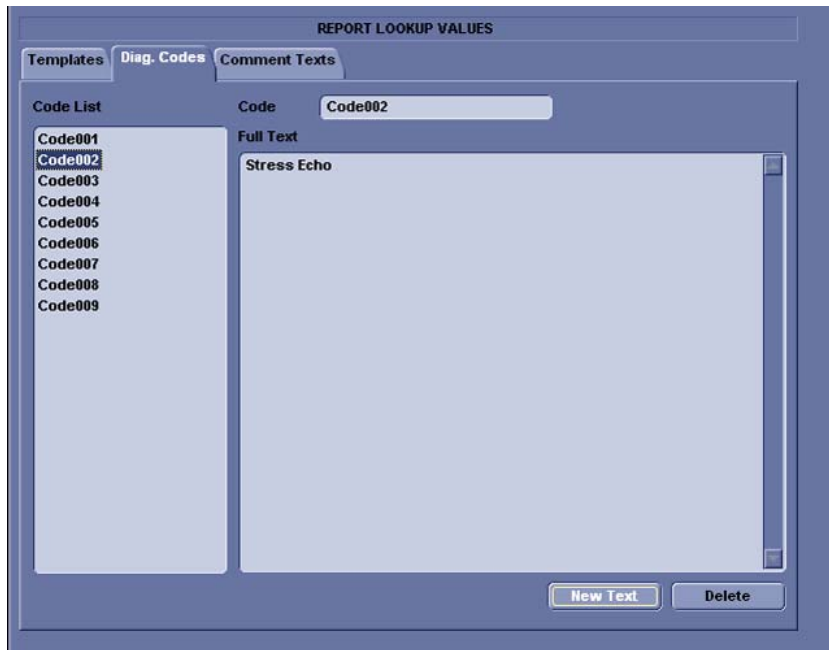 REPORT LOOKUP VALUES
Templates Diag. Codes Comment Texts
Code List
Code Code002
Full Text
Code001
Code002
Code003
Code004
Code005
Code006
Code007
Code008
Code009
Stress Echo
New Text Delete